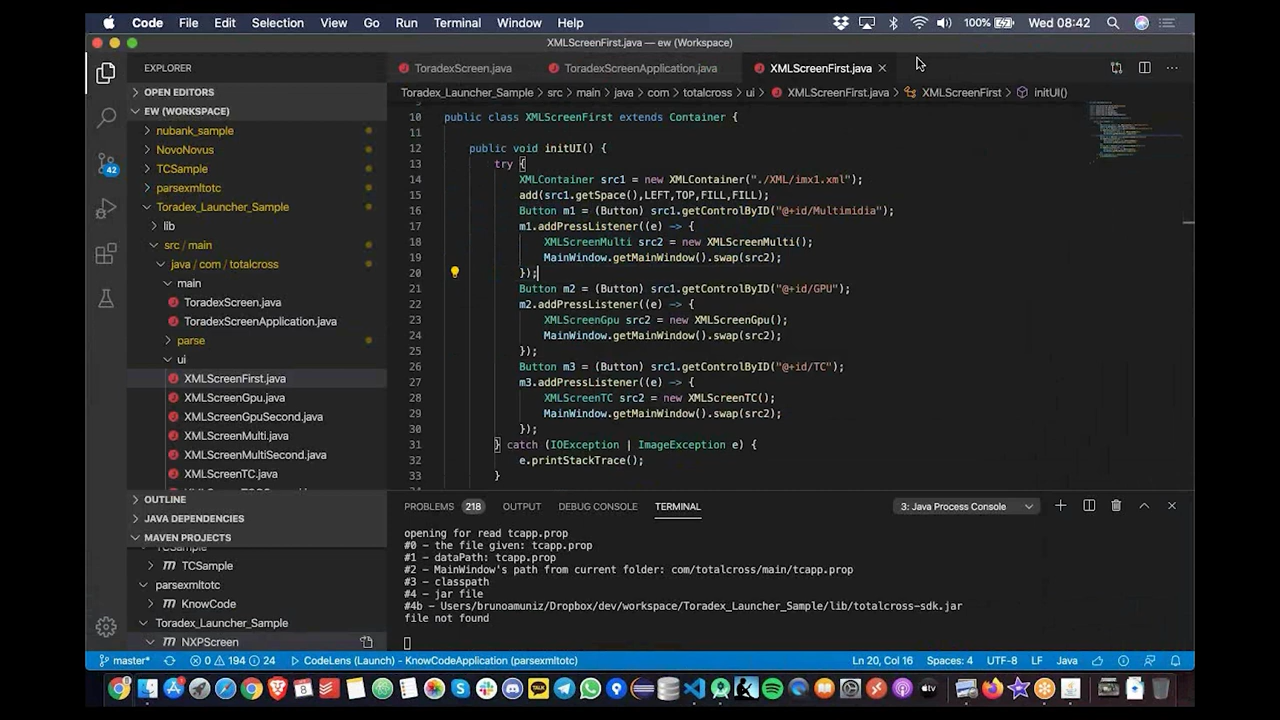 Code File Edit Selection View Go Run Terminal Window Help 100% Wed 08:42
XMLScreenFirst.java — ew (Workspace)
EXPLORER
ToradexScreen.java
ToradexScreenApplication.java
XMLScreenFirst.java
OPEN EDITORS
Toradex_Launcher_Sample > src > main > java > com > totalcross > ui > XMLScreenFirst.java > XMLScreenFirst > initUI()
EW (WORKSPACE)
nubank_sample
NovoNovus
TCSample
parsexmltotc
Toradex_Launcher_Sample
lib
src / main
java / com / totalcross
main
ToradexScreen.java
ToradexScreenApplication.java
parse
ui
XMLScreenFirst.java
XMLScreenGpu.java
XMLScreenGpuSecond.java
XMLScreenMulti.java
XMLScreenMultiSecond.java
XMLScreenTC.java
OUTLINE
JAVA DEPENDENCIES
MAVEN PROJECTS
TCSample
TCSample
parsexmltotc
KnowCode
Toradex_Launcher_Sample
NXPScreen
42
10 public class XMLScreenFirst extends Container {
11
12 public void initUI() {
13 try {
14 XMLContainer src1 = new XMLContainer("./XML/imx1.xml");
15 add(src1.getSpace(),LEFT,TOP,FILL,FILL);
16 Button m1 = (Button) src1.getControlByID("@+id/Multimidia");
17 m1.addPressListener((e) -> {
18 XMLScreenMulti src2 = new XMLScreenMulti();
19 MainWindow.getMainWindow().swap(src2);
20 });
21 Button m2 = (Button) src1.getControlByID("@+id/GPU");
22 m2.addPressListener((e) -> {
23 XMLScreenGpu src2 = new XMLScreenGpu();
24 MainWindow.getMainWindow().swap(src2);
25 });
26 Button m3 = (Button) src1.getControlByID("@+id/TC");
27 m3.addPressListener((e) -> {
28 XMLScreenTC src2 = new XMLScreenTC();
29 MainWindow.getMainWindow().swap(src2);
30 });
31 } catch (IOException | ImageException e) {
32 e.printStackTrace();
33 }
PROBLEMS 218 OUTPUT DEBUG CONSOLE TERMINAL 3: Java Process Console
opening for read tcapp.prop
#0 - the file given: tcapp.prop
#1 - dataPath: tcapp.prop
#2 - MainWindow's path from current folder: com/totalcross/main/tcapp.prop
#3 - classpath
#4 - jar file
#4b - Users/brunoamuniz/Dropbox/dev/workspace/Toradex_Launcher_Sample/lib/totalcross-sdk.jar
file not found
master* 0 194 24 CodeLens (Launch) - KnowCodeApplication (parsexmltotc) Ln 20, Col 16 Spaces: 4 UTF-8 LF Java